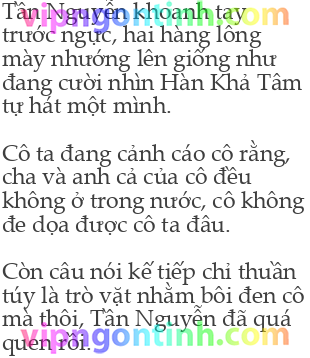 Tần Nguyễn khoanh tay
trước ngực, hai hàng lông
mày nhướng lên giống như
đang cười nhìn Hàn Khả Tâm
tự hát một mình.
Cô ta đang cảnh cáo cô rằng,
cha và anh cả của cô đều
không ở trong nước, cô không
đe dọa được cô ta đâu.
Còn câu nói kế tiếp chỉ thuần
túy là trò vặt nhằm bôi đen cô
mà thôi, Tần Nguyễn đã quá
quen rồi.
vipngontinh.com
vipngontinh.com